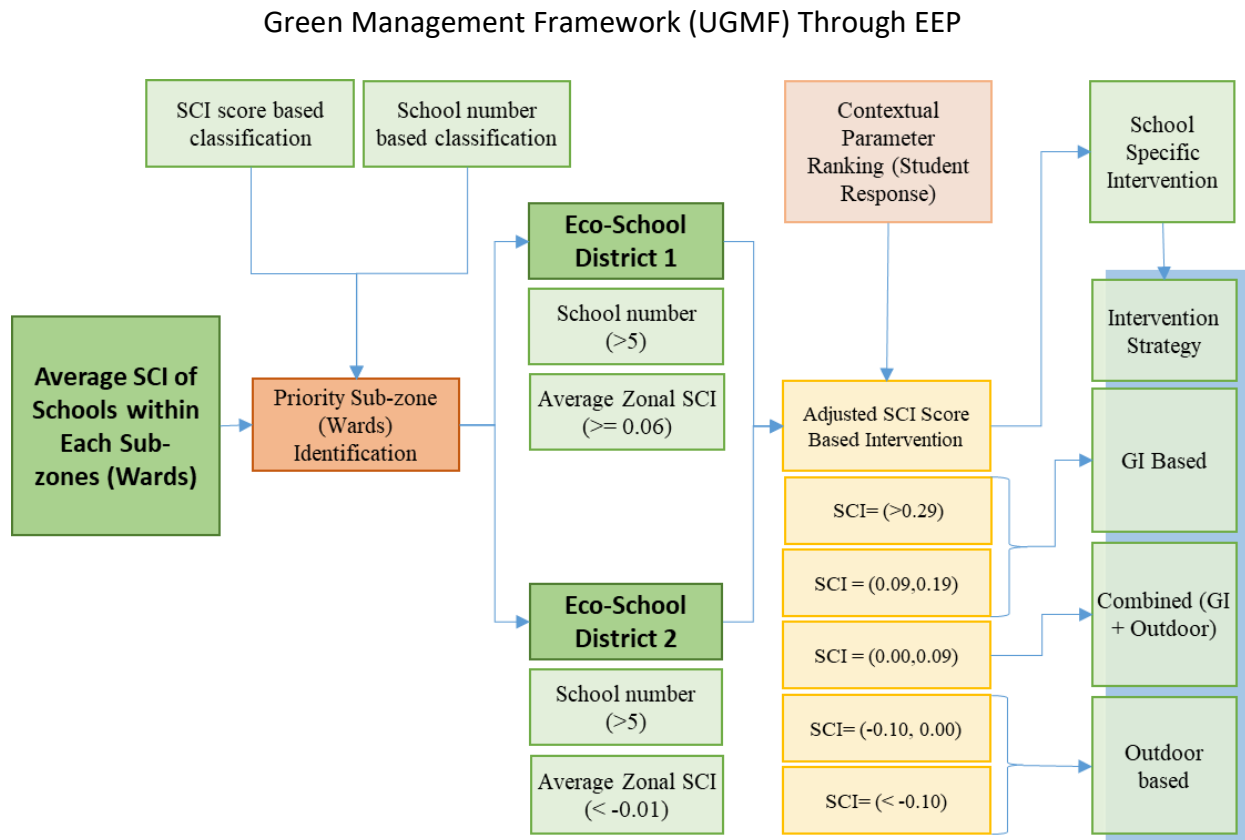 Green Management Framework (UGMF) Through EEP
SCI score based
classification
School number
based classification
Contextual
Parameter
Ranking (Student
Response)
School
Specific
Intervention
Average SCI of
Schools within
Each Sub-
zones (Wards)
Priority Sub-zone
(Wards)
Identification
Eco-School
District 1
School number
(>5)
Average Zonal SCI
(>= 0.06)
Eco-School
District 2
School number
(>5)
Average Zonal SCI
(< -0.01)
Adjusted SCI Score
Based Intervention
SCI= (>0.29)
SCI = (0.09,0.19)
SCI = (0.00,0.09)
SCI= (-0.10, 0.00)
SCI= (< -0.10)
Intervention
Strategy
GI Based
Combined (GI
+ Outdoor)
Outdoor
based